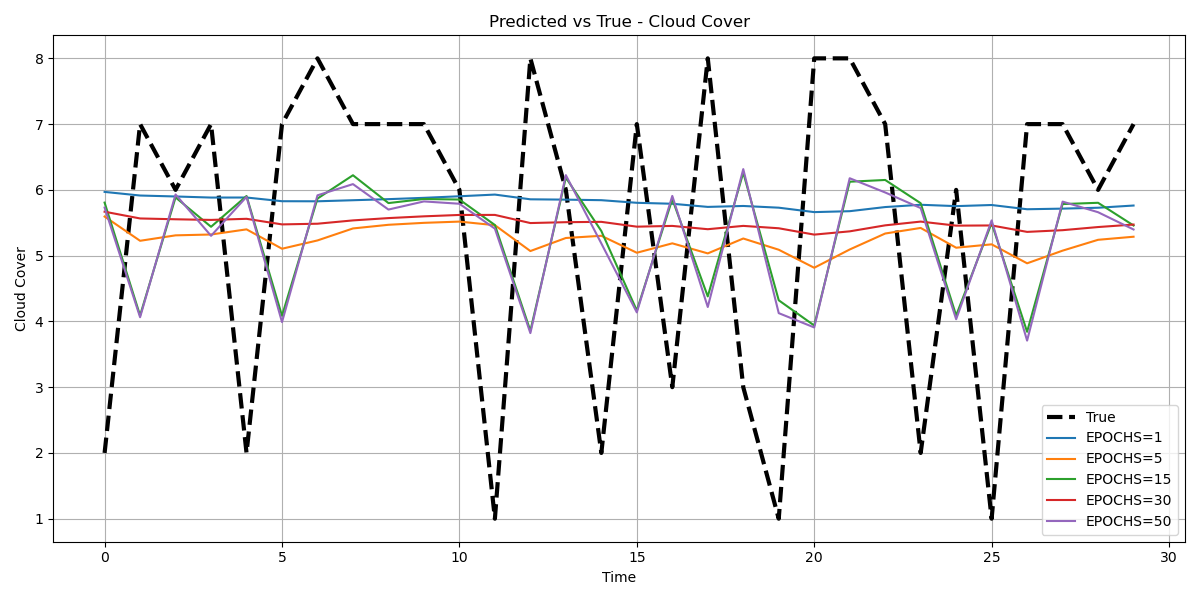 Predicted vs True - Cloud Cover
Cloud Cover
8
7
6
5
4
3
2
1
True
EPOCHS=1
EPOCHS=5
EPOCHS=15
EPOCHS=30
EPOCHS=50
0 5 10 15 20 25 30
Time